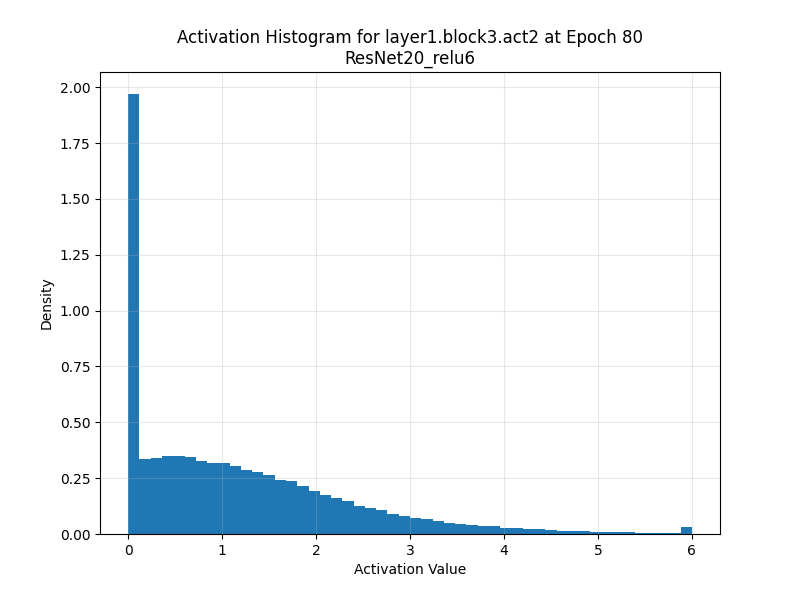 Activation Histogram for layer1.block3.act2 at Epoch 80
ResNet20_relu6
2.00
1.75
1.50
1.25
1.00
0.75
0.50
0.25
0.00
Density
0 1 2 3 4 5 6
Activation Value